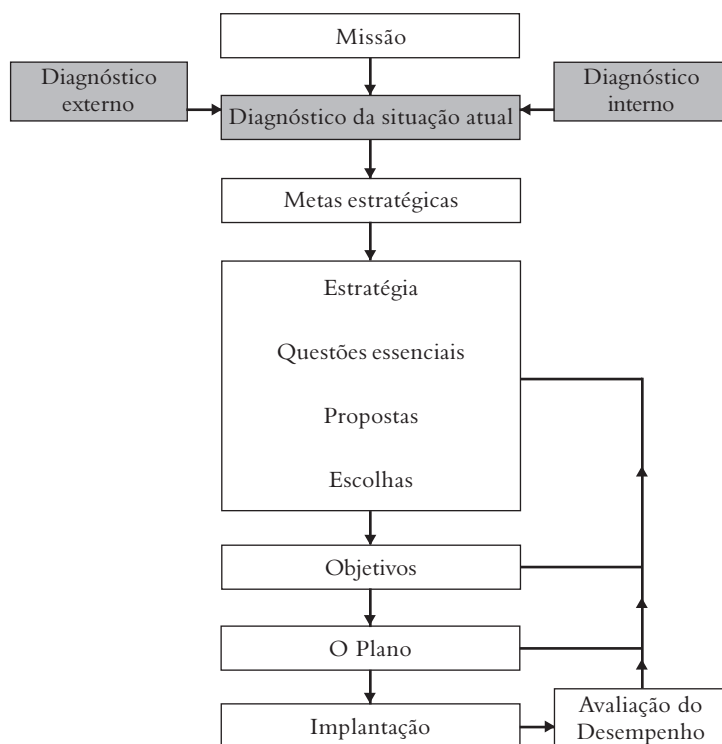 Missão
Diagnóstico
externo
Diagnóstico
interno
Diagnóstico da situação atual
Metas estratégicas
Estratégia
Questões essenciais
Propostas
Escolhas
Objetivos
O Plano
Implantação
Avaliação do
Desempenho